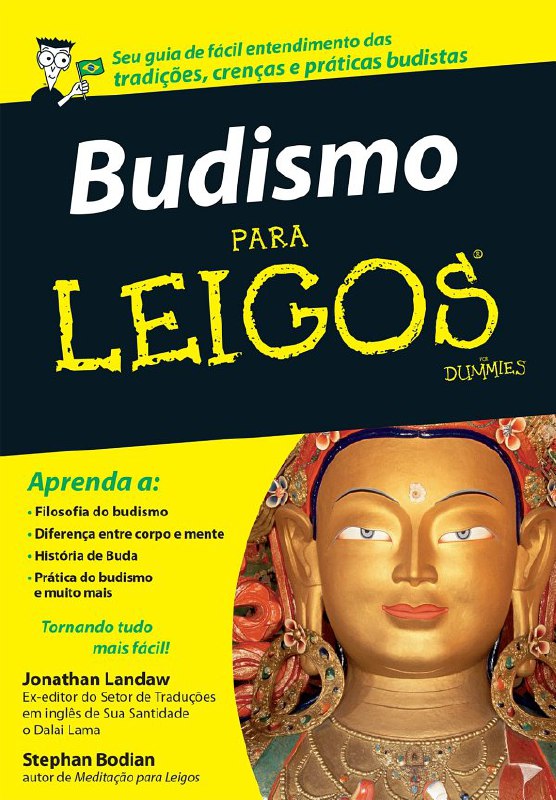 Seu guia de fácil entendimento das
tradições, crenças e práticas budistas
Budismo
PARA
LEIGOS®
FOR
DUMMIES
Aprenda a:
• Filosofia do budismo
• Diferença entre corpo e mente
• História de Buda
• Prática do budismo
e muito mais
Tornando tudo
mais fácil!
Jonathan Landaw
Ex-editor do Setor de Traduções
em inglês de Sua Santidade
o Dalai Lama
Stephan Bodian
autor de Meditação para Leigos